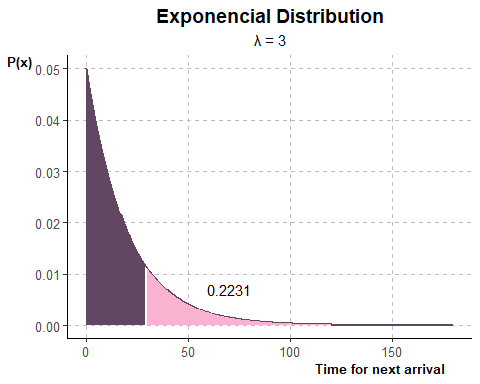 Exponencial Distribution
λ = 3
P(x)
0.05
0.04
0.03
0.02
0.01
0.00
0.2231
0
50
100
150
Time for next arrival